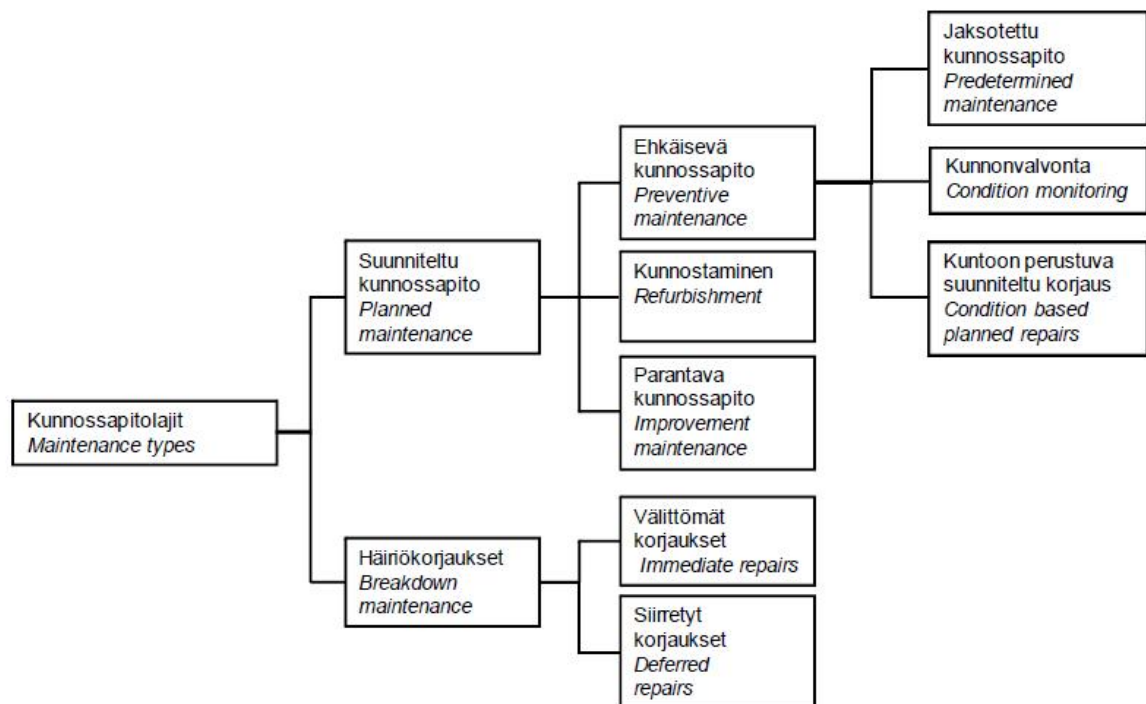 Kunnossapitolajit
Maintenance types
Suunniteltu
kunnossapito
Planned
maintenance
Häiriökorjaukset
Breakdown
maintenance
Ehkäisevä
kunnossapito
Preventive
maintenance
Kunnostaminen
Refurbishment
Parantava
kunnossapito
Improvement
maintenance
Välittömät
korjaukset
Immediate repairs
Siirretyt
korjaukset
Deferred
repairs
Jaksotettu
kunnossapito
Predetermined
maintenance
Kunnonvalvonta
Condition monitoring
Kuntoon perustuva
suunniteltu korjaus
Condition based
planned repairs